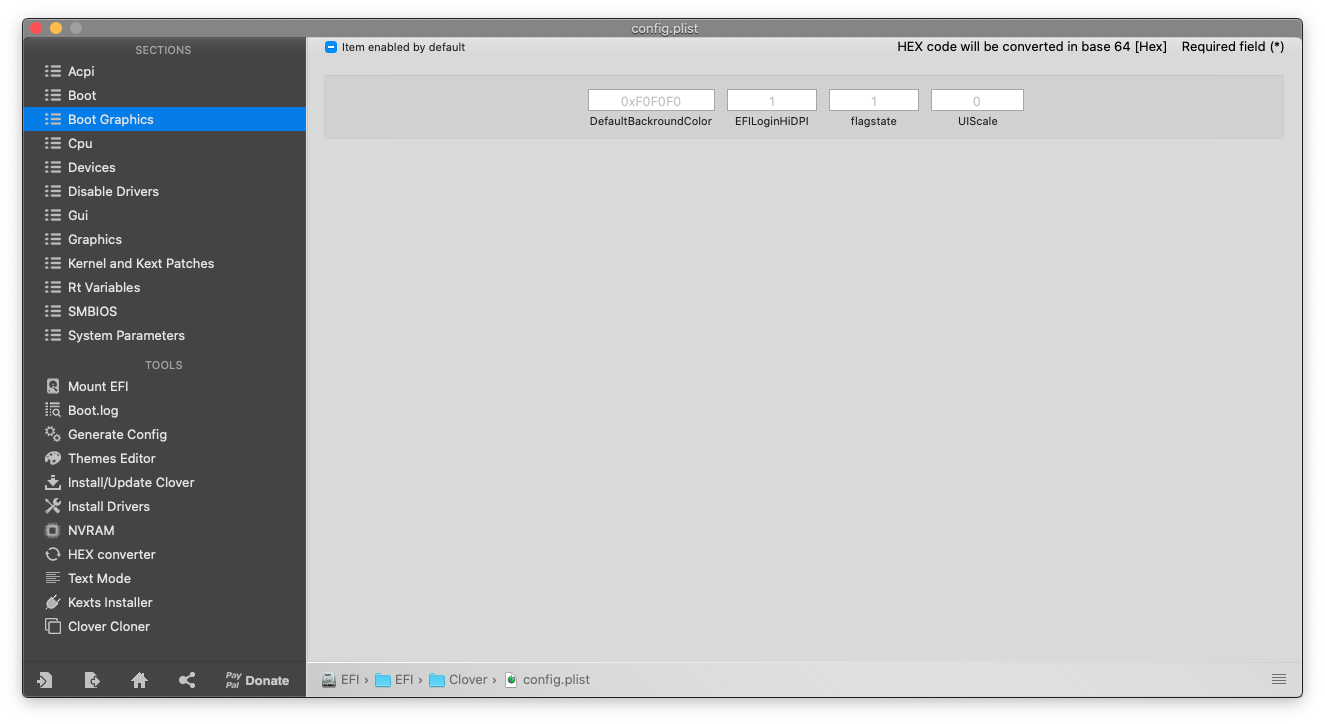 config.plist
SECTIONS
Acpi
Boot
Boot Graphics
Cpu
Devices
Disable Drivers
Gui
Graphics
Kernel and Kext Patches
Rt Variables
SMBIOS
System Parameters
TOOLS
Mount EFI
Boot.log
Generate Config
Themes Editor
Install/Update Clover
Install Drivers
NVRAM
HEX converter
Text Mode
Kexts Installer
Clover Cloner
Pay Pal Donate
Item enabled by default
HEX code will be converted in base 64 [Hex] Required field (*)
0xF0F0F0 1 1 0
DefaultBackroundColor EFILoginHiDPI flagstate UIScale
EFI › EFI › Clover › config.plist